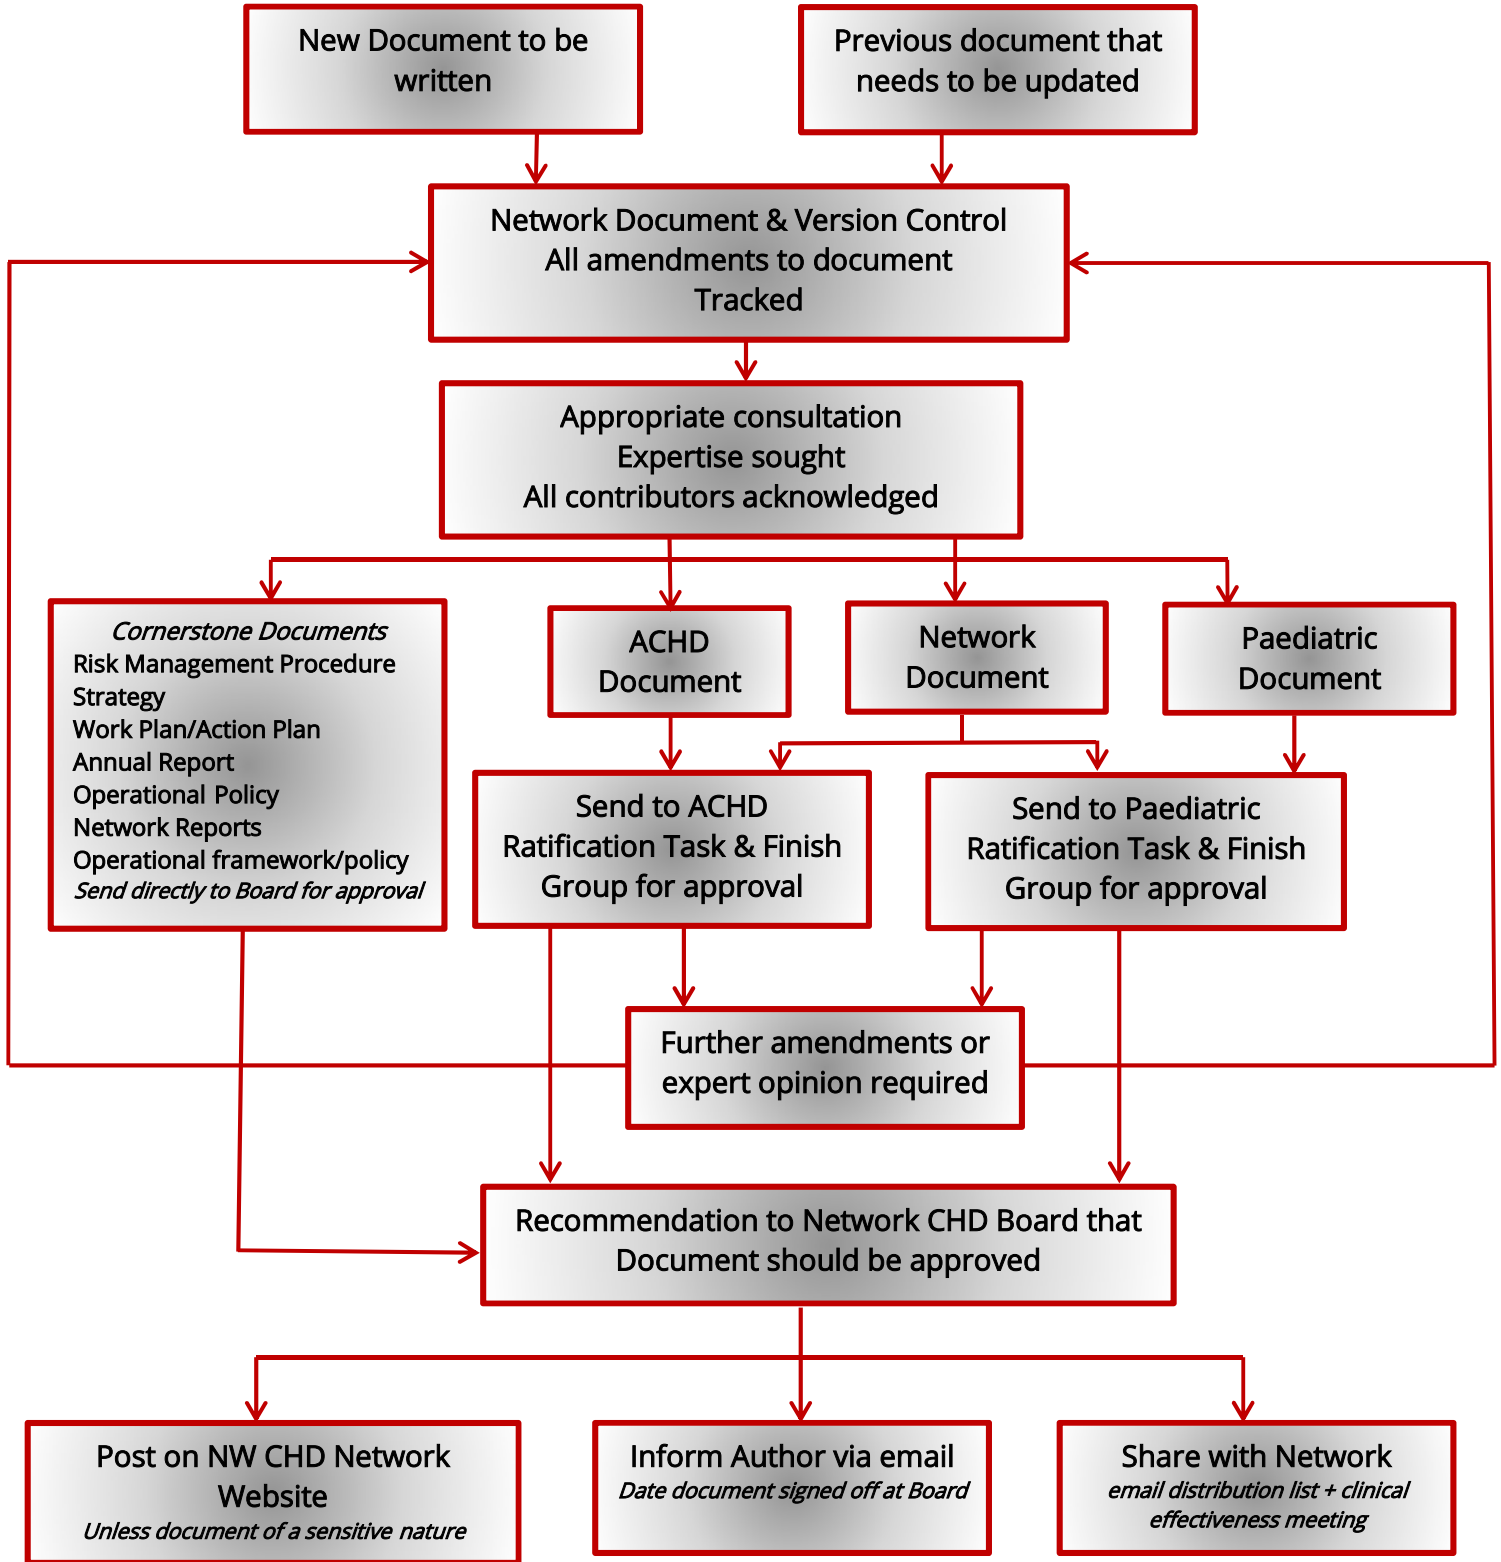 New Document to be
written
Previous document that
needs to be updated
Network Document & Version Control
All amendments to document
Tracked
Appropriate consultation
Expertise sought
All contributors acknowledged
Cornerstone Documents
Risk Management Procedure
Strategy
Work Plan/Action Plan
Annual Report
Operational Policy
Network Reports
Operational framework/policy
Send directly to Board for approval
ACHD
Document
Network
Document
Paediatric
Document
Send to ACHD
Ratification Task & Finish
Group for approval
Send to Paediatric
Ratification Task & Finish
Group for approval
Further amendments or
expert opinion required
Recommendation to Network CHD Board that
Document should be approved
Post on NW CHD Network
Website
Unless document of a sensitive nature
Inform Author via email
Date document signed off at Board
Share with Network
email distribution list + clinical
effectiveness meeting